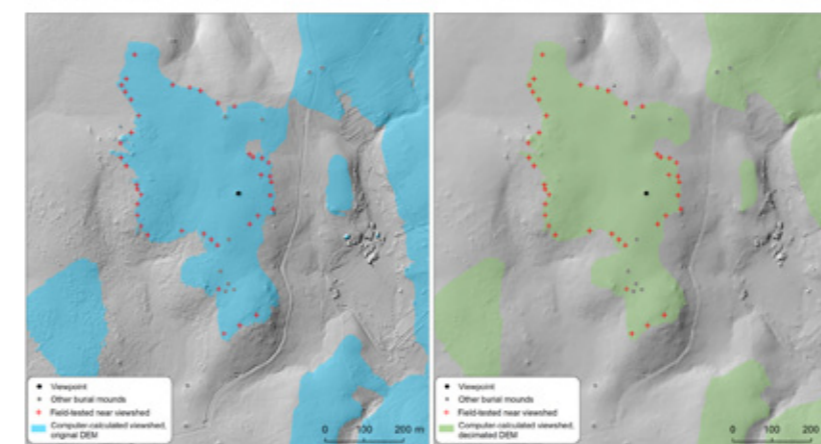 Viewpoint
Other burial mounds
Field-tested near viewshed
Computer-calculated viewshed,
original DEM
0 100 200 m
Viewpoint
Other burial mounds
Field-tested near viewshed
Computer-calculated viewshed,
decimated DEM
0 100 200